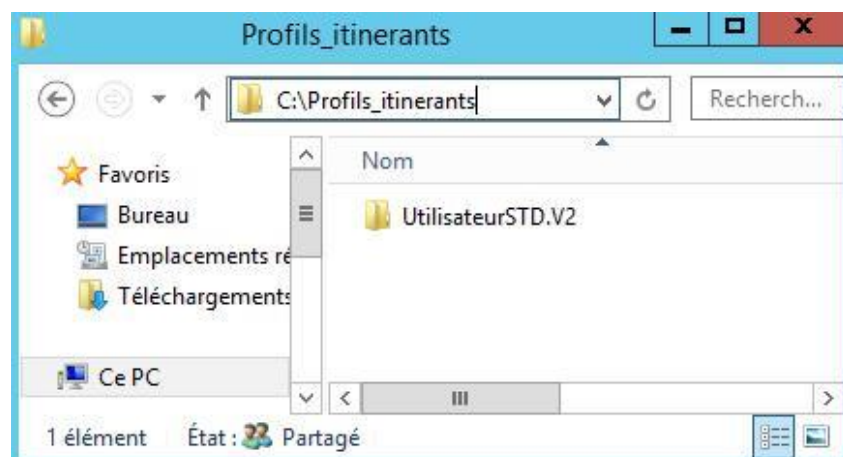 Profils_itinerants
C:\Profils_itinerants
Recherch...
Favoris
Bureau
Emplacements ré
Téléchargements
Ce PC
Nom
UtilisateurSTD.V2
1 élément État : Partagé